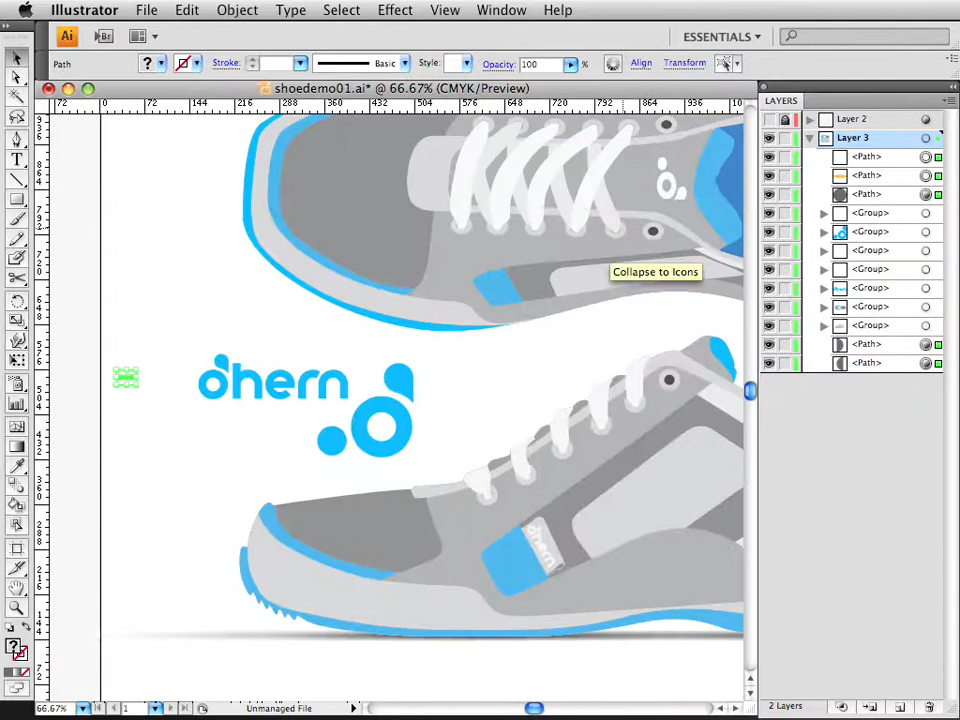 Illustrator File Edit Object Type Select Effect View Window Help
Ai Br ESSENTIALS
Path ? Stroke: Basic Style: Opacity: 100 % Align Transform
shoedemo01.ai* @ 66.67% (CMYK/Preview)
72 0 72 144 216 288 360 432 504 576 648 720 792 864 936 10
LAYERS
Layer 2
Layer 3
<Path>
<Path>
<Path>
<Group>
<Group>
<Group>
<Group>
Collapse to Icons
<Group>
<Group>
<Group>
<Path>
<Path>
dhern
dhern
66.67% 1 Unmanaged File 2 Layers